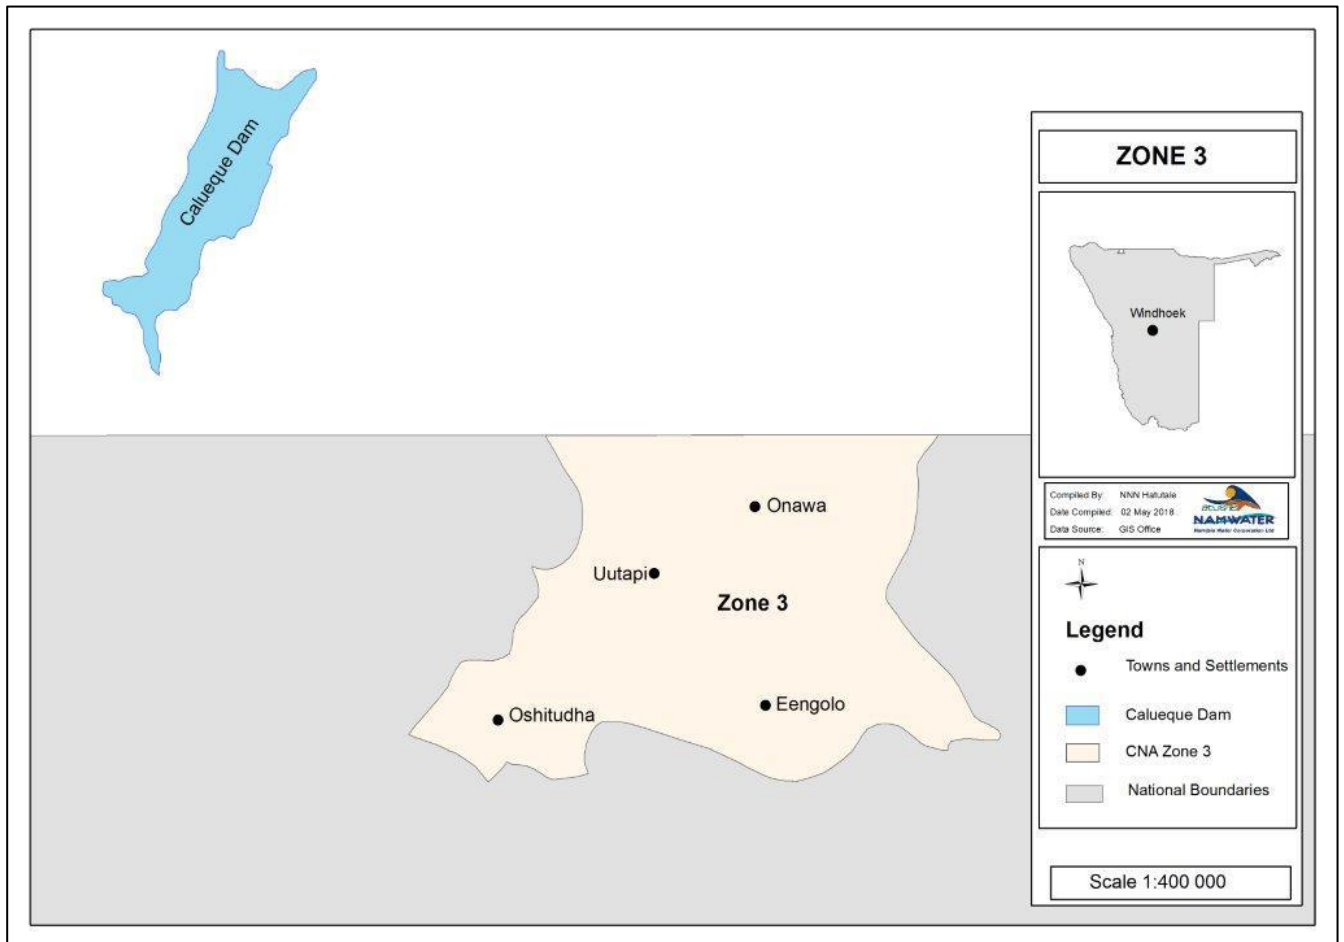 Calueque Dam
Onawa
Uutapi
Zone 3
Oshitudha
Eengolo
ZONE 3
Windhoek
Compiled By: NNN Hatutale
Date Compiled: 02 May 2018
Data Source: GIS Office
NAMWATER
Namibia Water Corporation Ltd
N
Legend
Towns and Settlements
Calueque Dam
CNA Zone 3
National Boundaries
Scale 1:400 000